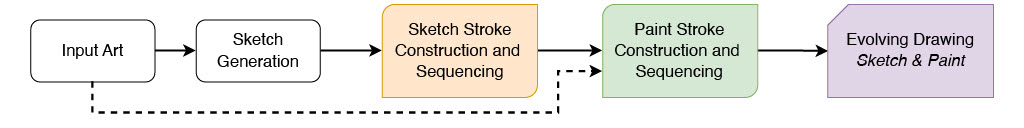 Input Art
Sketch
Generation
Sketch Stroke
Construction and
Sequencing
Paint Stroke
Construction and
Sequencing
Evolving Drawing
Sketch & Paint